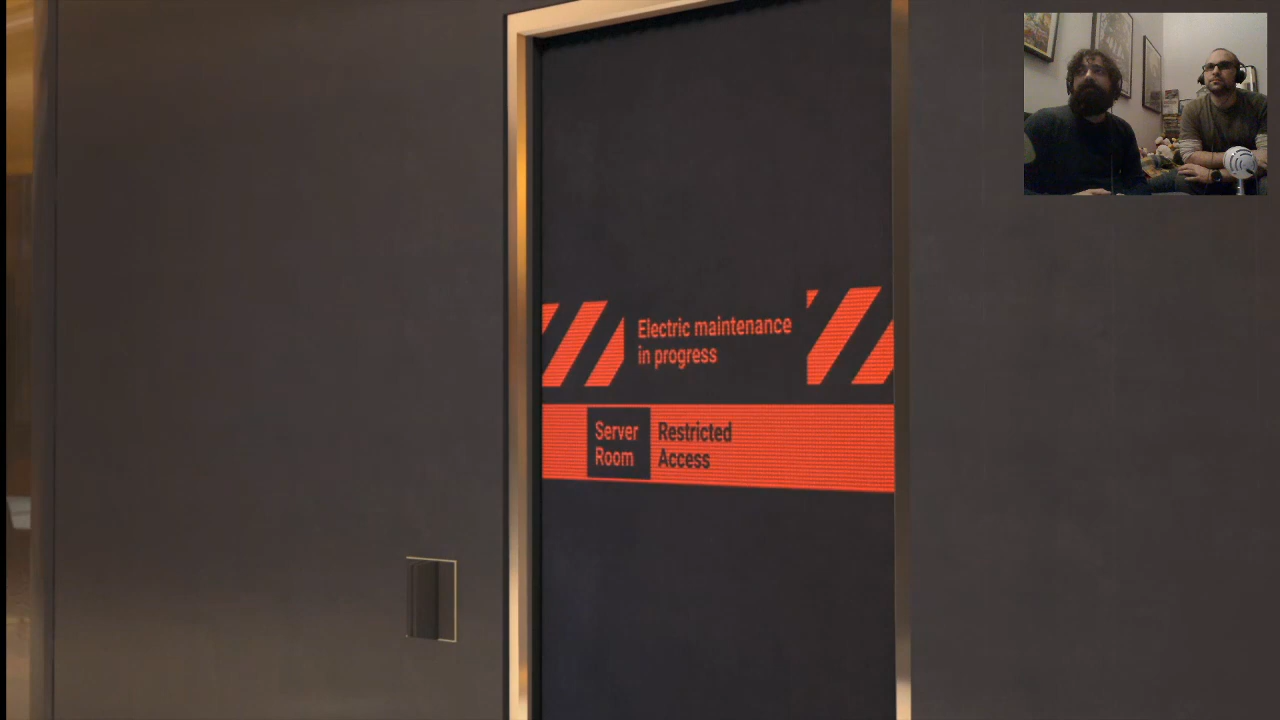 Electric maintenance
in progress
Server
Room
Restricted
Access